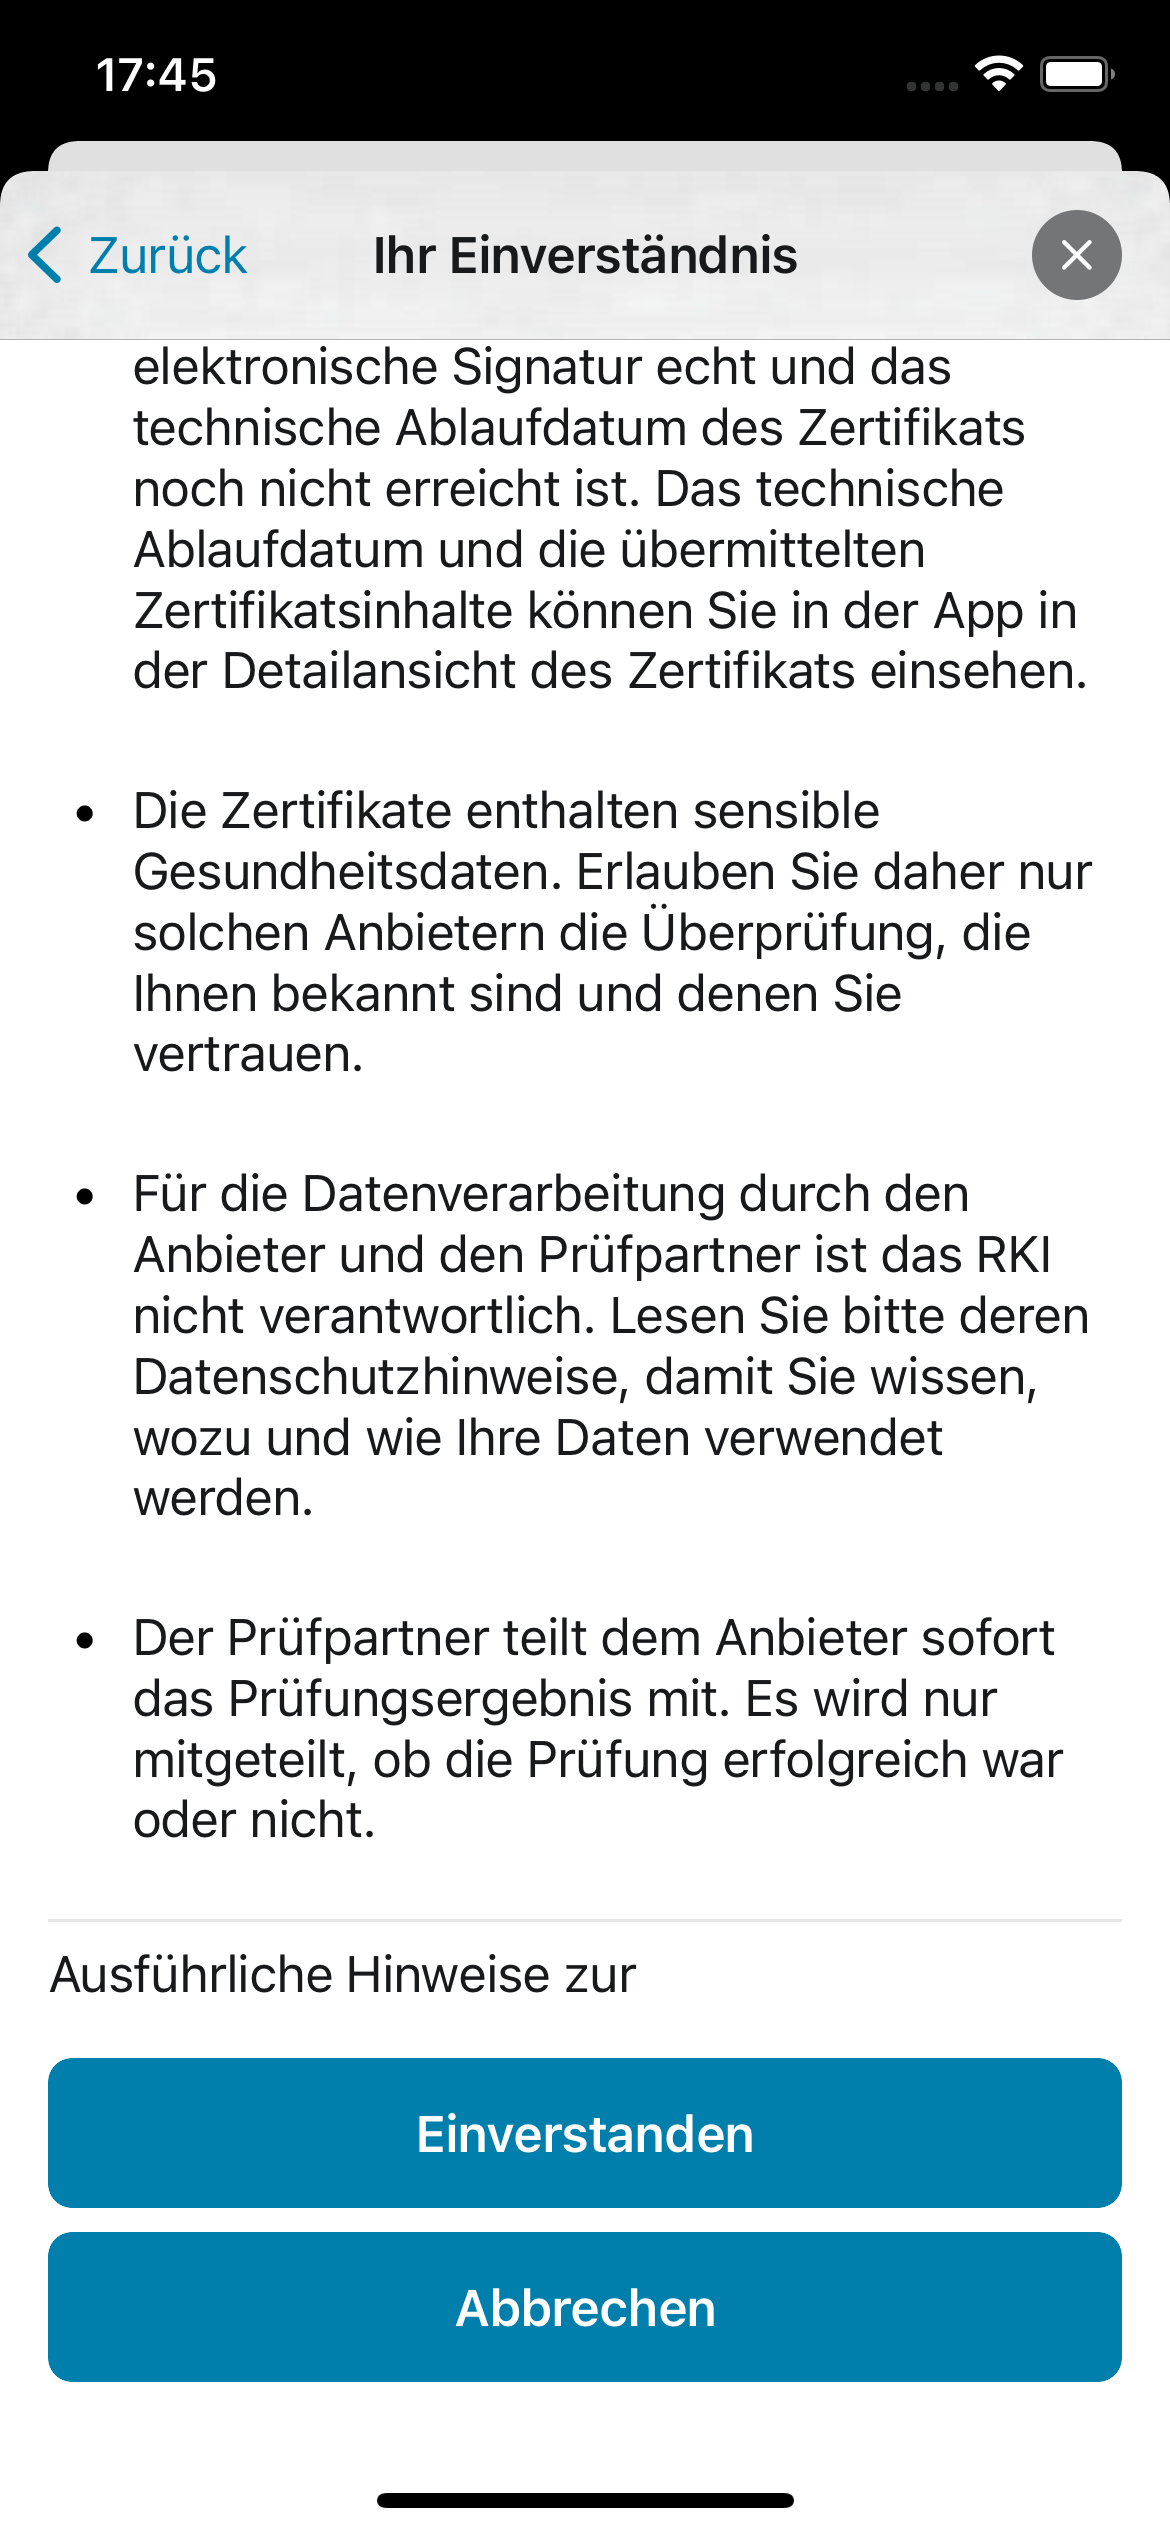 17:45
Zurück
Ihr Einverständnis
elektronische Signatur echt und das
technische Ablaufdatum des Zertifikats
noch nicht erreicht ist. Das technische
Ablaufdatum und die übermittelten
Zertifikatsinhalte können Sie in der App in
der Detailansicht des Zertifikats einsehen.
• Die Zertifikate enthalten sensible
Gesundheitsdaten. Erlauben Sie daher nur
solchen Anbietern die Überprüfung, die
Ihnen bekannt sind und denen Sie
vertrauen.
• Für die Datenverarbeitung durch den
Anbieter und den Prüfpartner ist das RKI
nicht verantwortlich. Lesen Sie bitte deren
Datenschutzhinweise, damit Sie wissen,
wozu und wie Ihre Daten verwendet
werden.
• Der Prüfpartner teilt dem Anbieter sofort
das Prüfungsergebnis mit. Es wird nur
mitgeteilt, ob die Prüfung erfolgreich war
oder nicht.
Ausführliche Hinweise zur
Einverstanden
Abbrechen